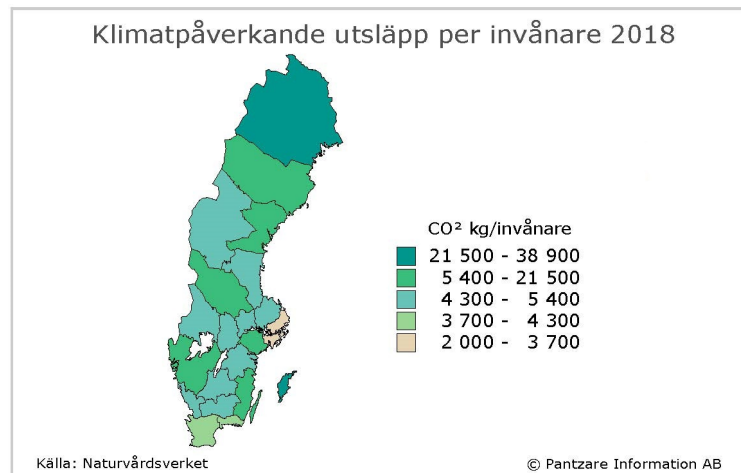 Klimatpåverkande utsläpp per invånare 2018
CO² kg/invånare
21 500 - 38 900
5 400 - 21 500
4 300 - 5 400
3 700 - 4 300
2 000 - 3 700
Källa: Naturvårdsverket
© Pantzare Information AB